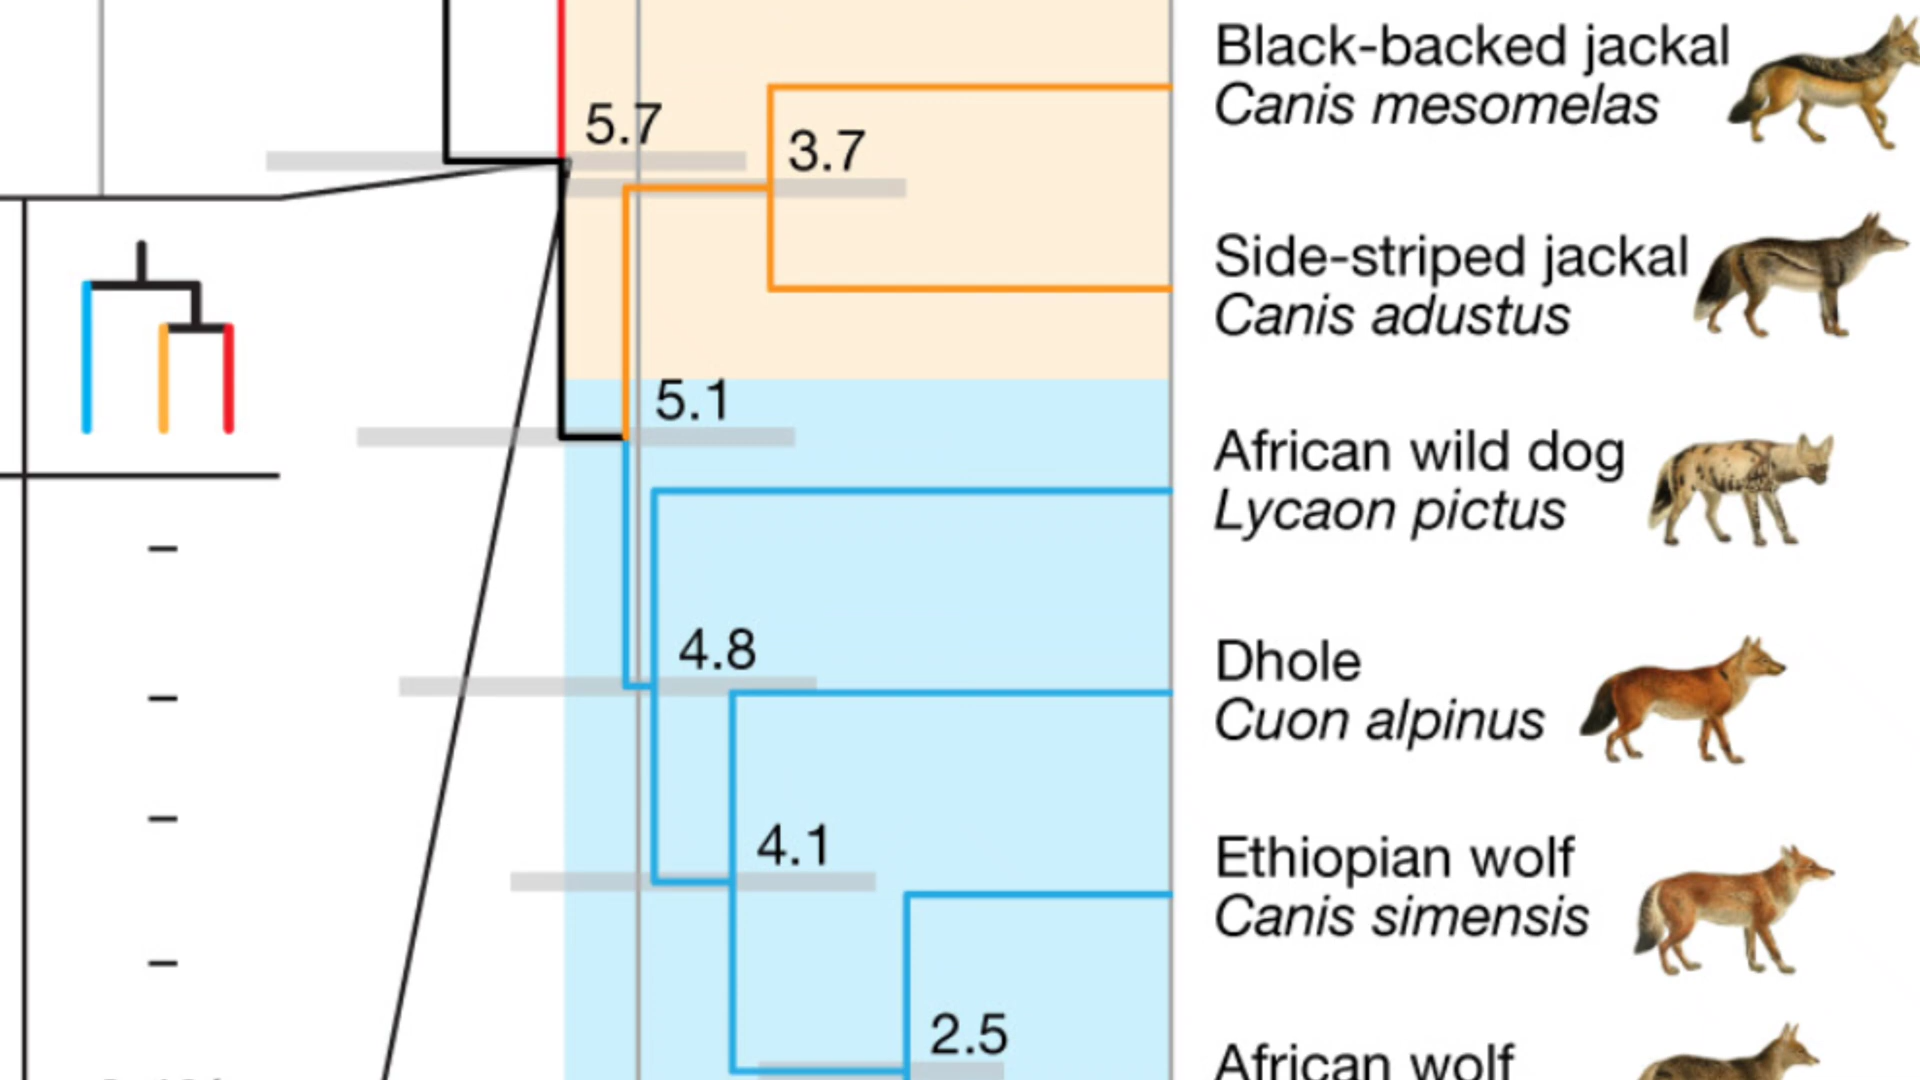 Black-backed jackal
Canis mesomelas
5.7
3.7
Side-striped jackal
Canis adustus
5.1
African wild dog
Lycaon pictus
4.8
Dhole
Cuon alpinus
4.1
Ethiopian wolf
Canis simensis
2.5
African wolf